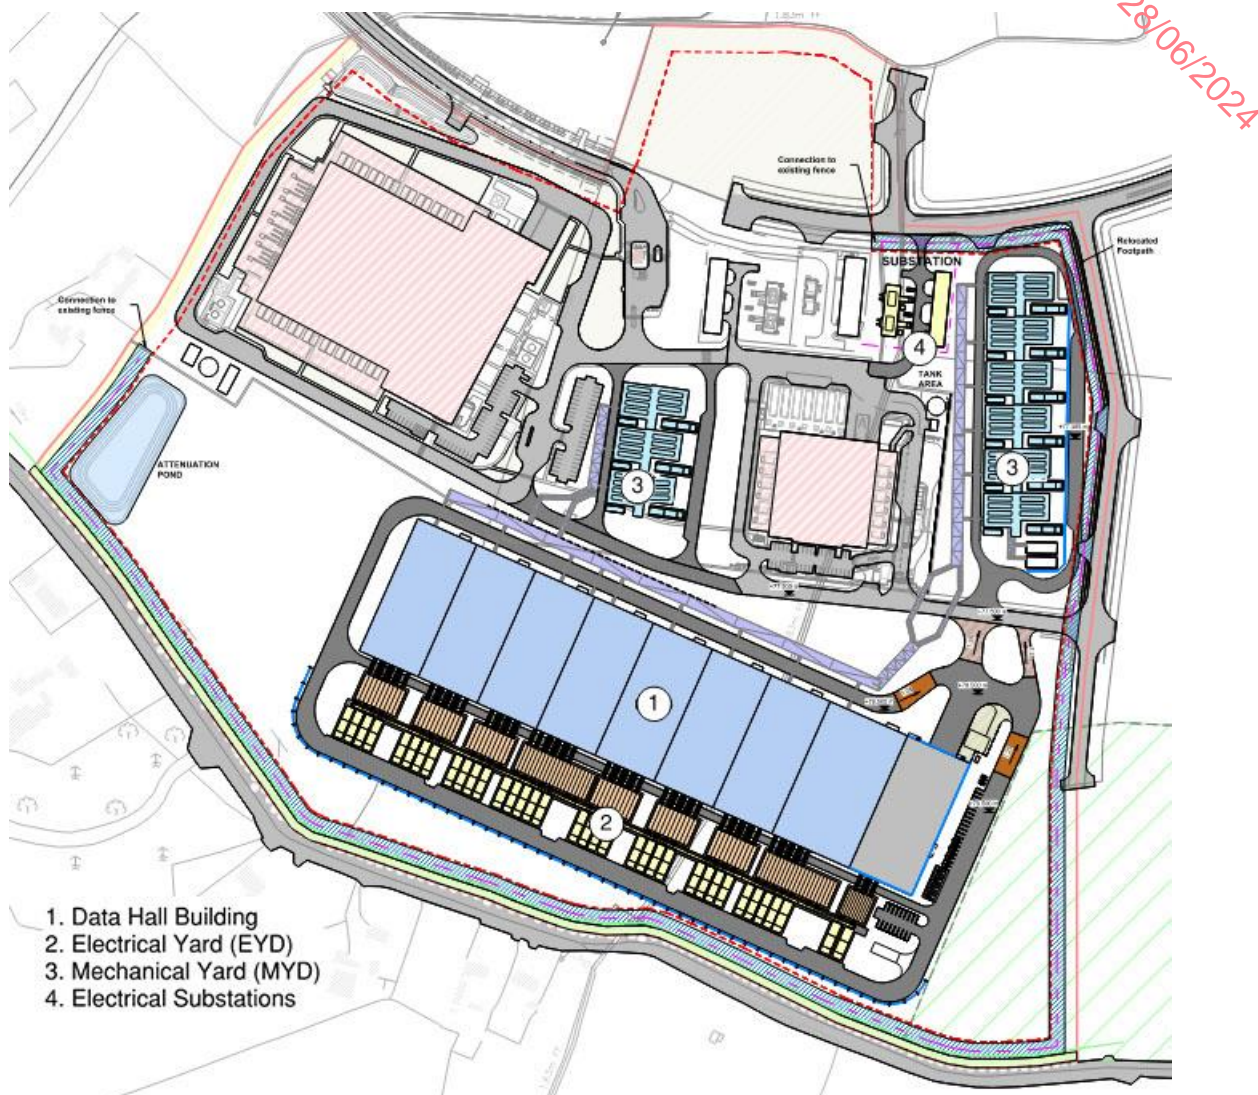 28/06/2024
Connection to
existing fence
Relocated
Footpath
SUBSTATION
Connection to
existing fence
4
TANK
AREA
ATTENUATION
POND
3
3
1
2
1. Data Hall Building
2. Electrical Yard (EYD)
3. Mechanical Yard (MYD)
4. Electrical Substations